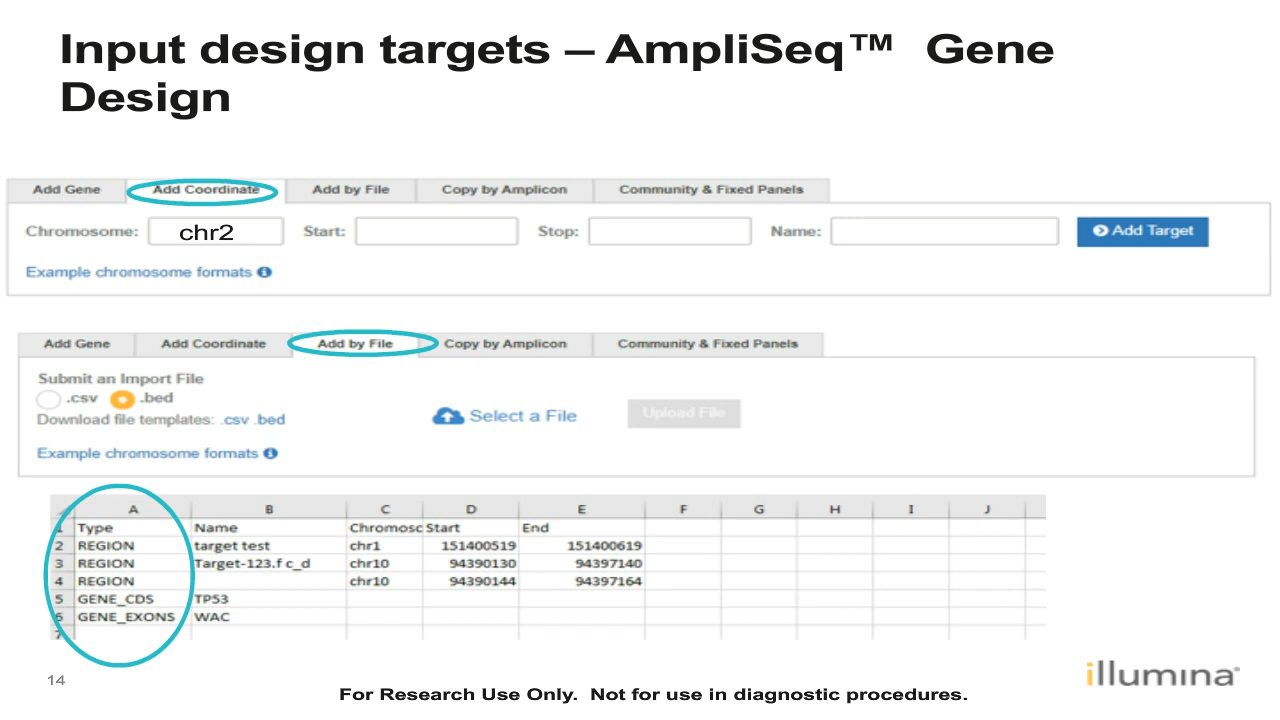 Input design targets – AmpliSeq™ Gene
Design
Add Gene Add Coordinate Add by File Copy by Amplicon Community & Fixed Panels
Chromosome: chr2 Start: Stop: Name: Add Target
Example chromosome formats
Add Gene Add Coordinate Add by File Copy by Amplicon Community & Fixed Panels
Submit an Import File
.csv .bed
Download file templates: .csv .bed
Select a File Upload File
Example chromosome formats
A B C D E F G H I J
1 Type Name Chromosc Start End
2 REGION target test chr1 151400519 151400619
3 REGION Target-123.f c_d chr10 94390130 94397140
4 REGION chr10 94390144 94397164
5 GENE_CDS TP53
6 GENE_EXONS WAC
7
14
For Research Use Only. Not for use in diagnostic procedures.
illumina®